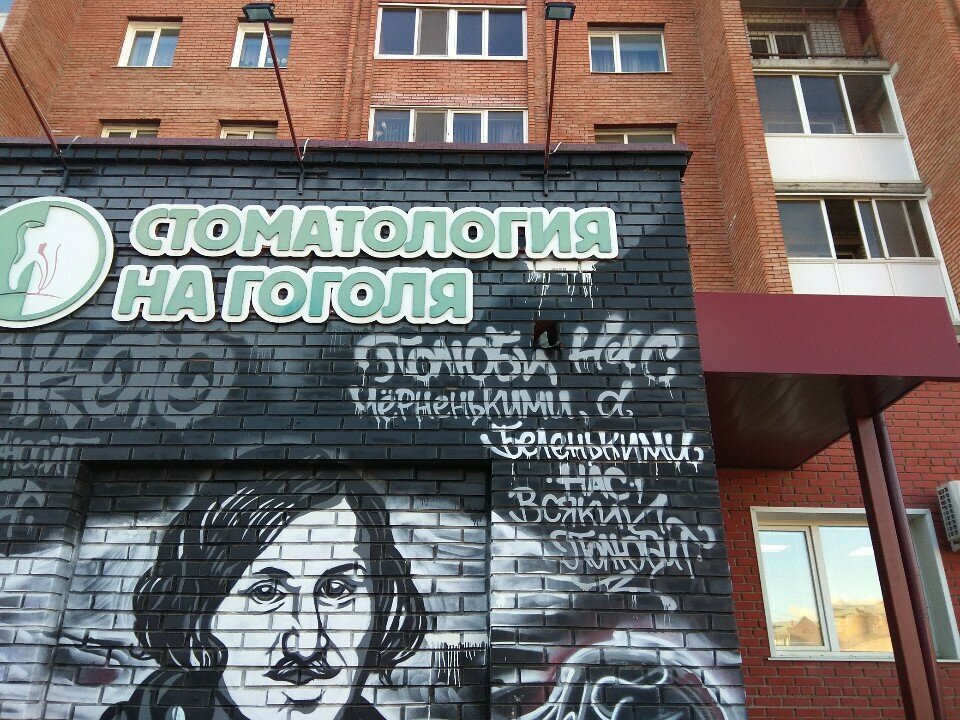 СТОМАТОЛОГИЯ
НА ГОГОЛЯ
Полюби нас
чёрненькими, а
беленькими
нас
всякий
полюбит